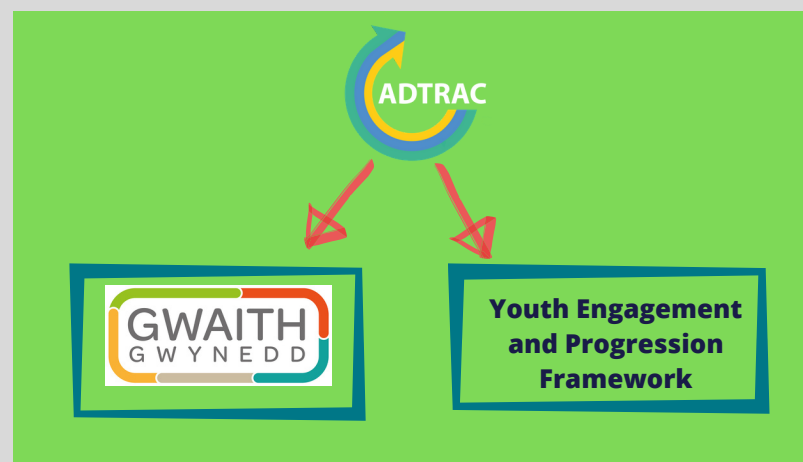 ADTRAC
GWAITH
GWYNEDD
Youth Engagement
and Progression
Framework